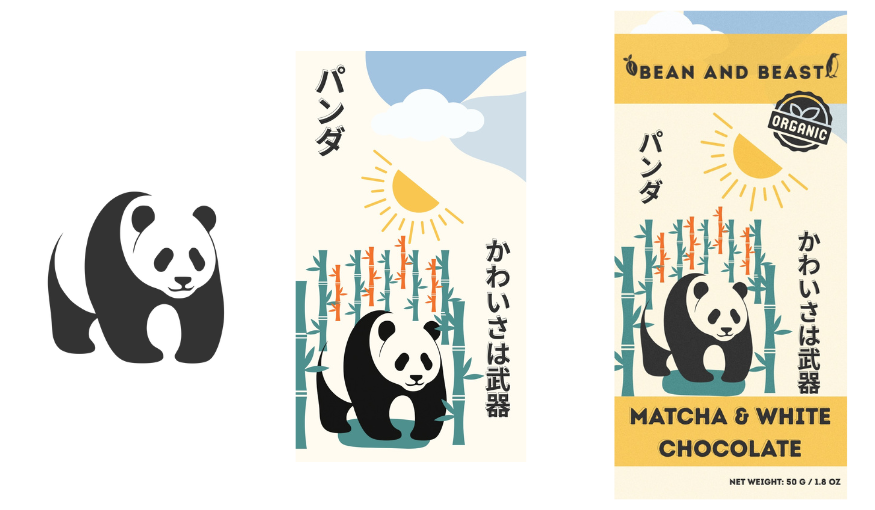 パンダ
かわいさは武器
BEAN AND BEAST
ORGANIC
パンダ
かわいさは武器
MATCHA & WHITE
CHOCOLATE
NET WEIGHT: 50 G / 1.8 OZ